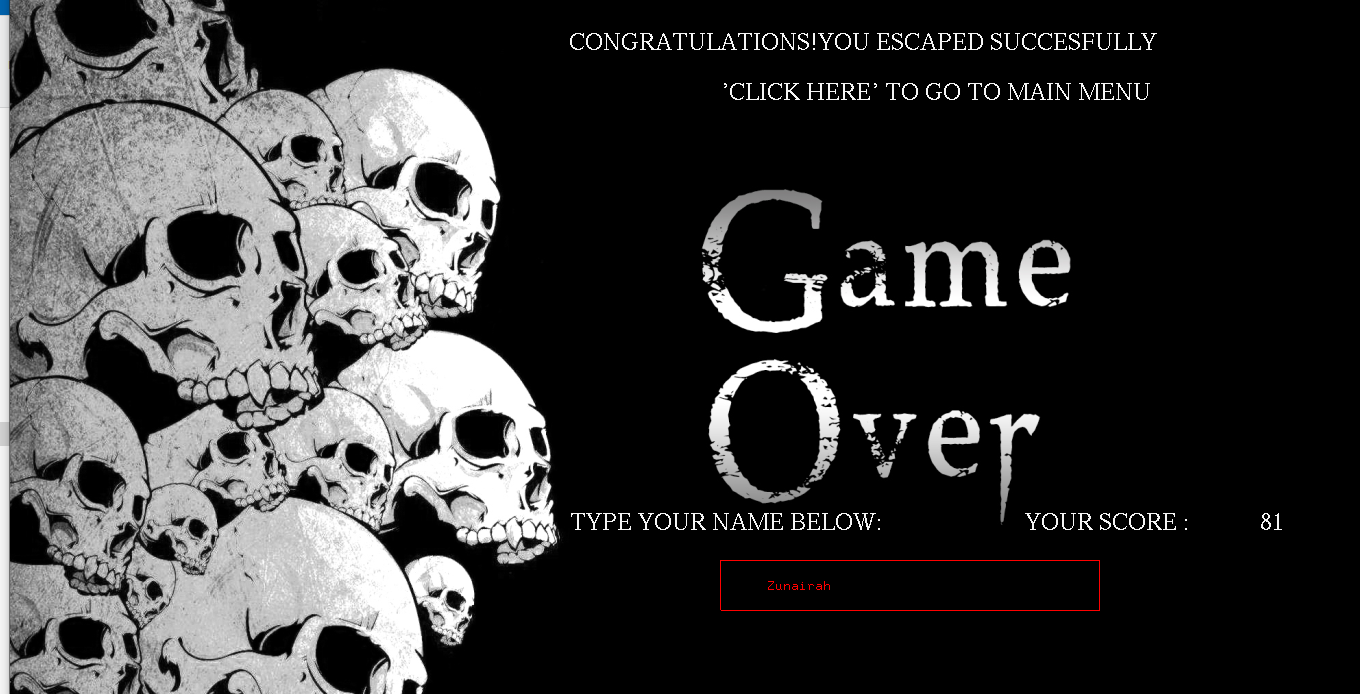 CONGRATULATIONS!YOU ESCAPED SUCCESFULLY
’CLICK HERE’ TO GO TO MAIN MENU
Game
Over
TYPE YOUR NAME BELOW: YOUR SCORE : 81
Zunairah